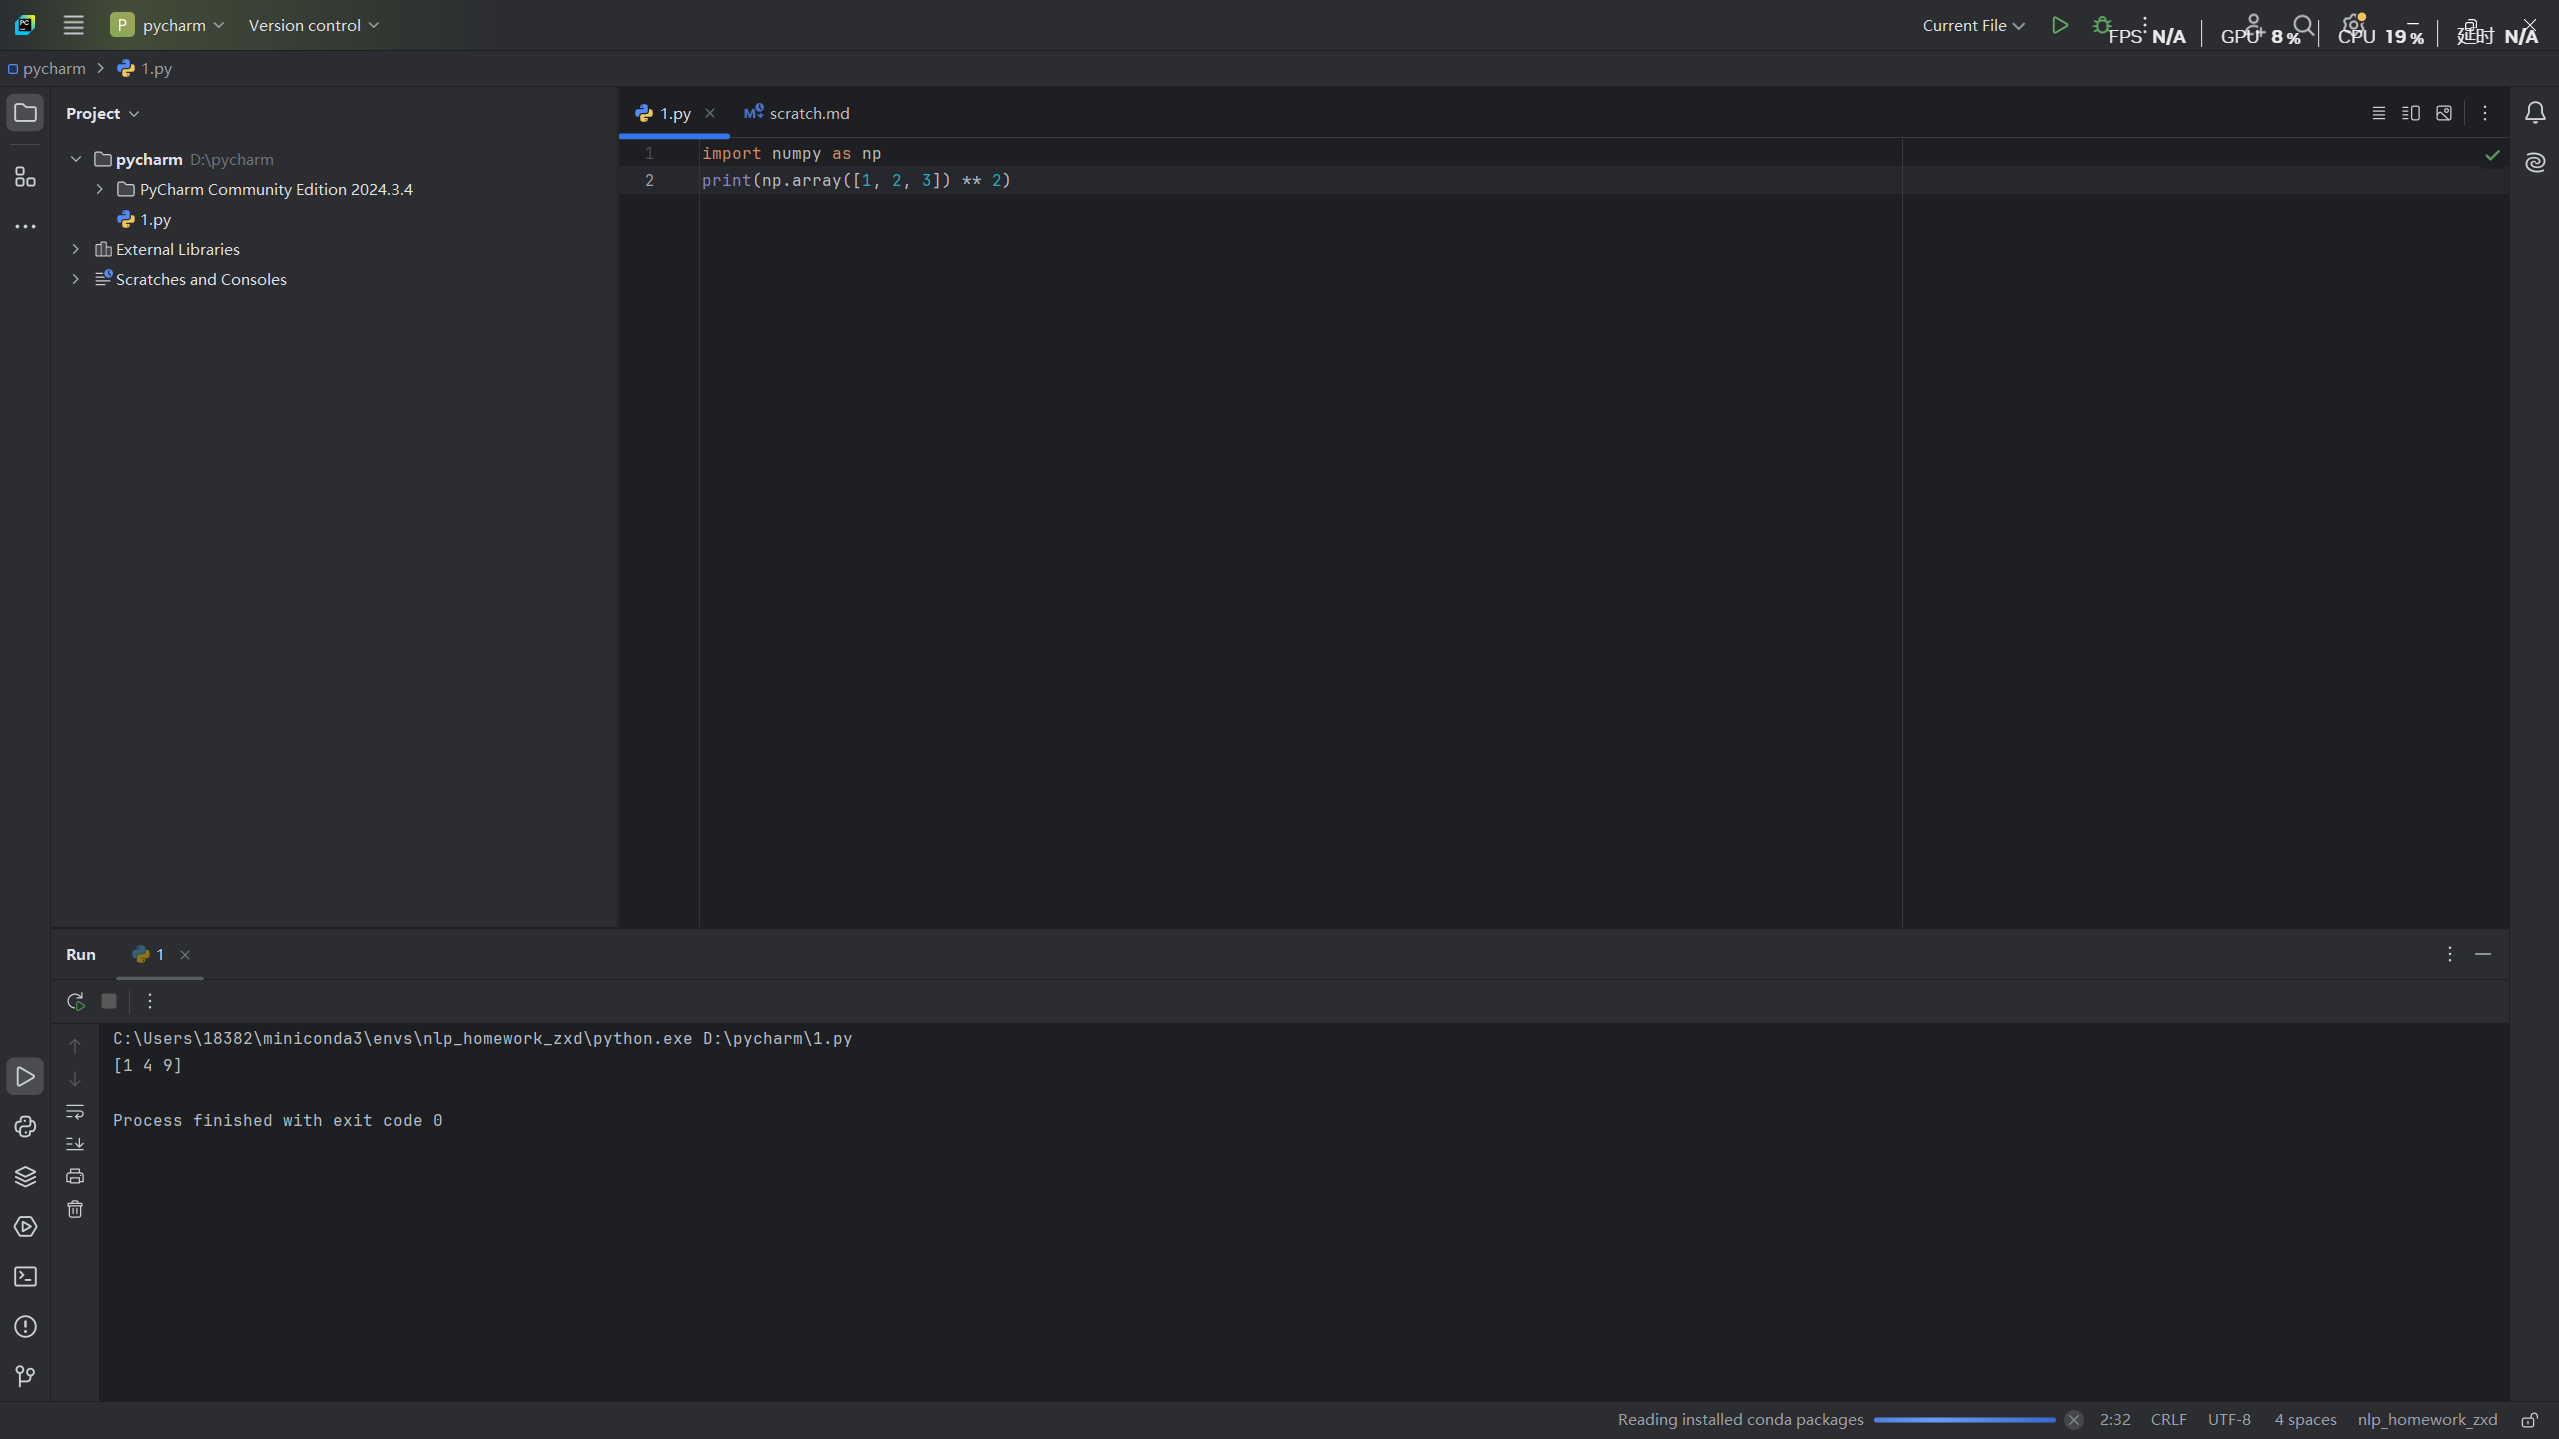 P pycharm Version control Current File
FPS N/A GPU 8% CPU 19% 延时 N/A
pycharm 1.py
Project
1.py scratch.md
pycharm D:\pycharm
PyCharm Community Edition 2024.3.4
1.py
External Libraries
Scratches and Consoles
1 import numpy as np
2 print(np.array([1, 2, 3]) ** 2)
Run 1
C:\Users\18382\miniconda3\envs\nlp_homework_zxd\python.exe D:\pycharm\1.py
[1 4 9]
Process finished with exit code 0
Reading installed conda packages 2:32 CRLF UTF-8 4 spaces nlp_homework_zxd